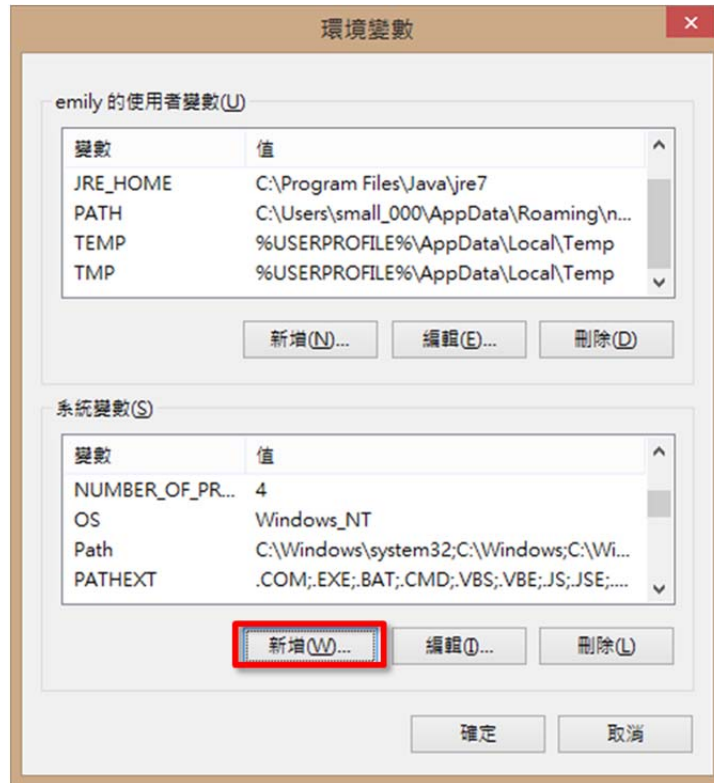 環境變數
emily 的使用者變數(U)
變數 值
JRE_HOME C:\Program Files\Java\jre7
PATH C:\Users\small_000\AppData\Roaming\n...
TEMP %USERPROFILE%\AppData\Local\Temp
TMP %USERPROFILE%\AppData\Local\Temp
新增(N)... 編輯(E)... 刪除(D)
系統變數(S)
變數 值
NUMBER_OF_PR... 4
OS Windows_NT
Path C:\Windows\system32;C:\Windows;C:\Wi...
PATHEXT .COM;.EXE;.BAT;.CMD;.VBS;.VBE;.JS;.JSE;....
新增(W)... 編輯(I)... 刪除(L)
確定 取消